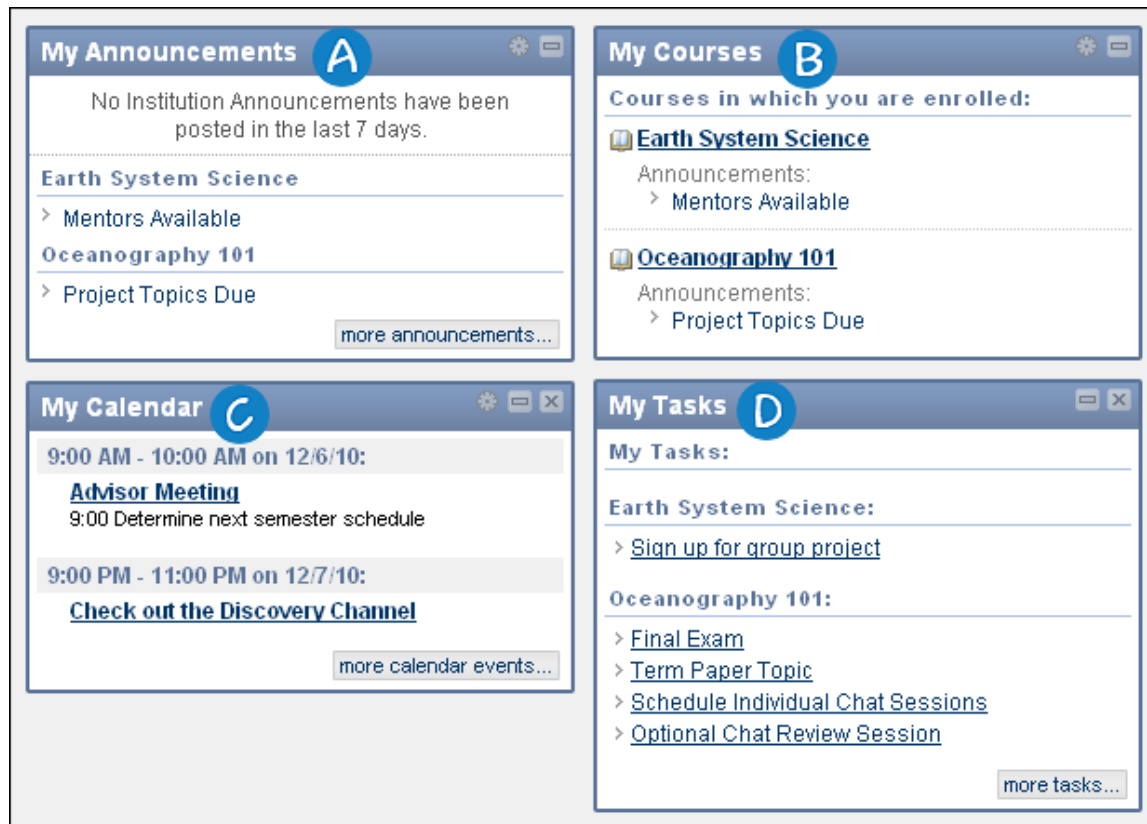 My Announcements A
No Institution Announcements have been
posted in the last 7 days.
Earth System Science
> Mentors Available
Oceanography 101
> Project Topics Due
more announcements...
My Courses B
Courses in which you are enrolled:
Earth System Science
Announcements:
> Mentors Available
Oceanography 101
Announcements:
> Project Topics Due
My Calendar C
9:00 AM - 10:00 AM on 12/6/10:
Advisor Meeting
9:00 Determine next semester schedule
9:00 PM - 11:00 PM on 12/7/10:
Check out the Discovery Channel
more calendar events...
My Tasks D
My Tasks:
Earth System Science:
> Sign up for group project
Oceanography 101:
> Final Exam
> Term Paper Topic
> Schedule Individual Chat Sessions
> Optional Chat Review Session
more tasks...